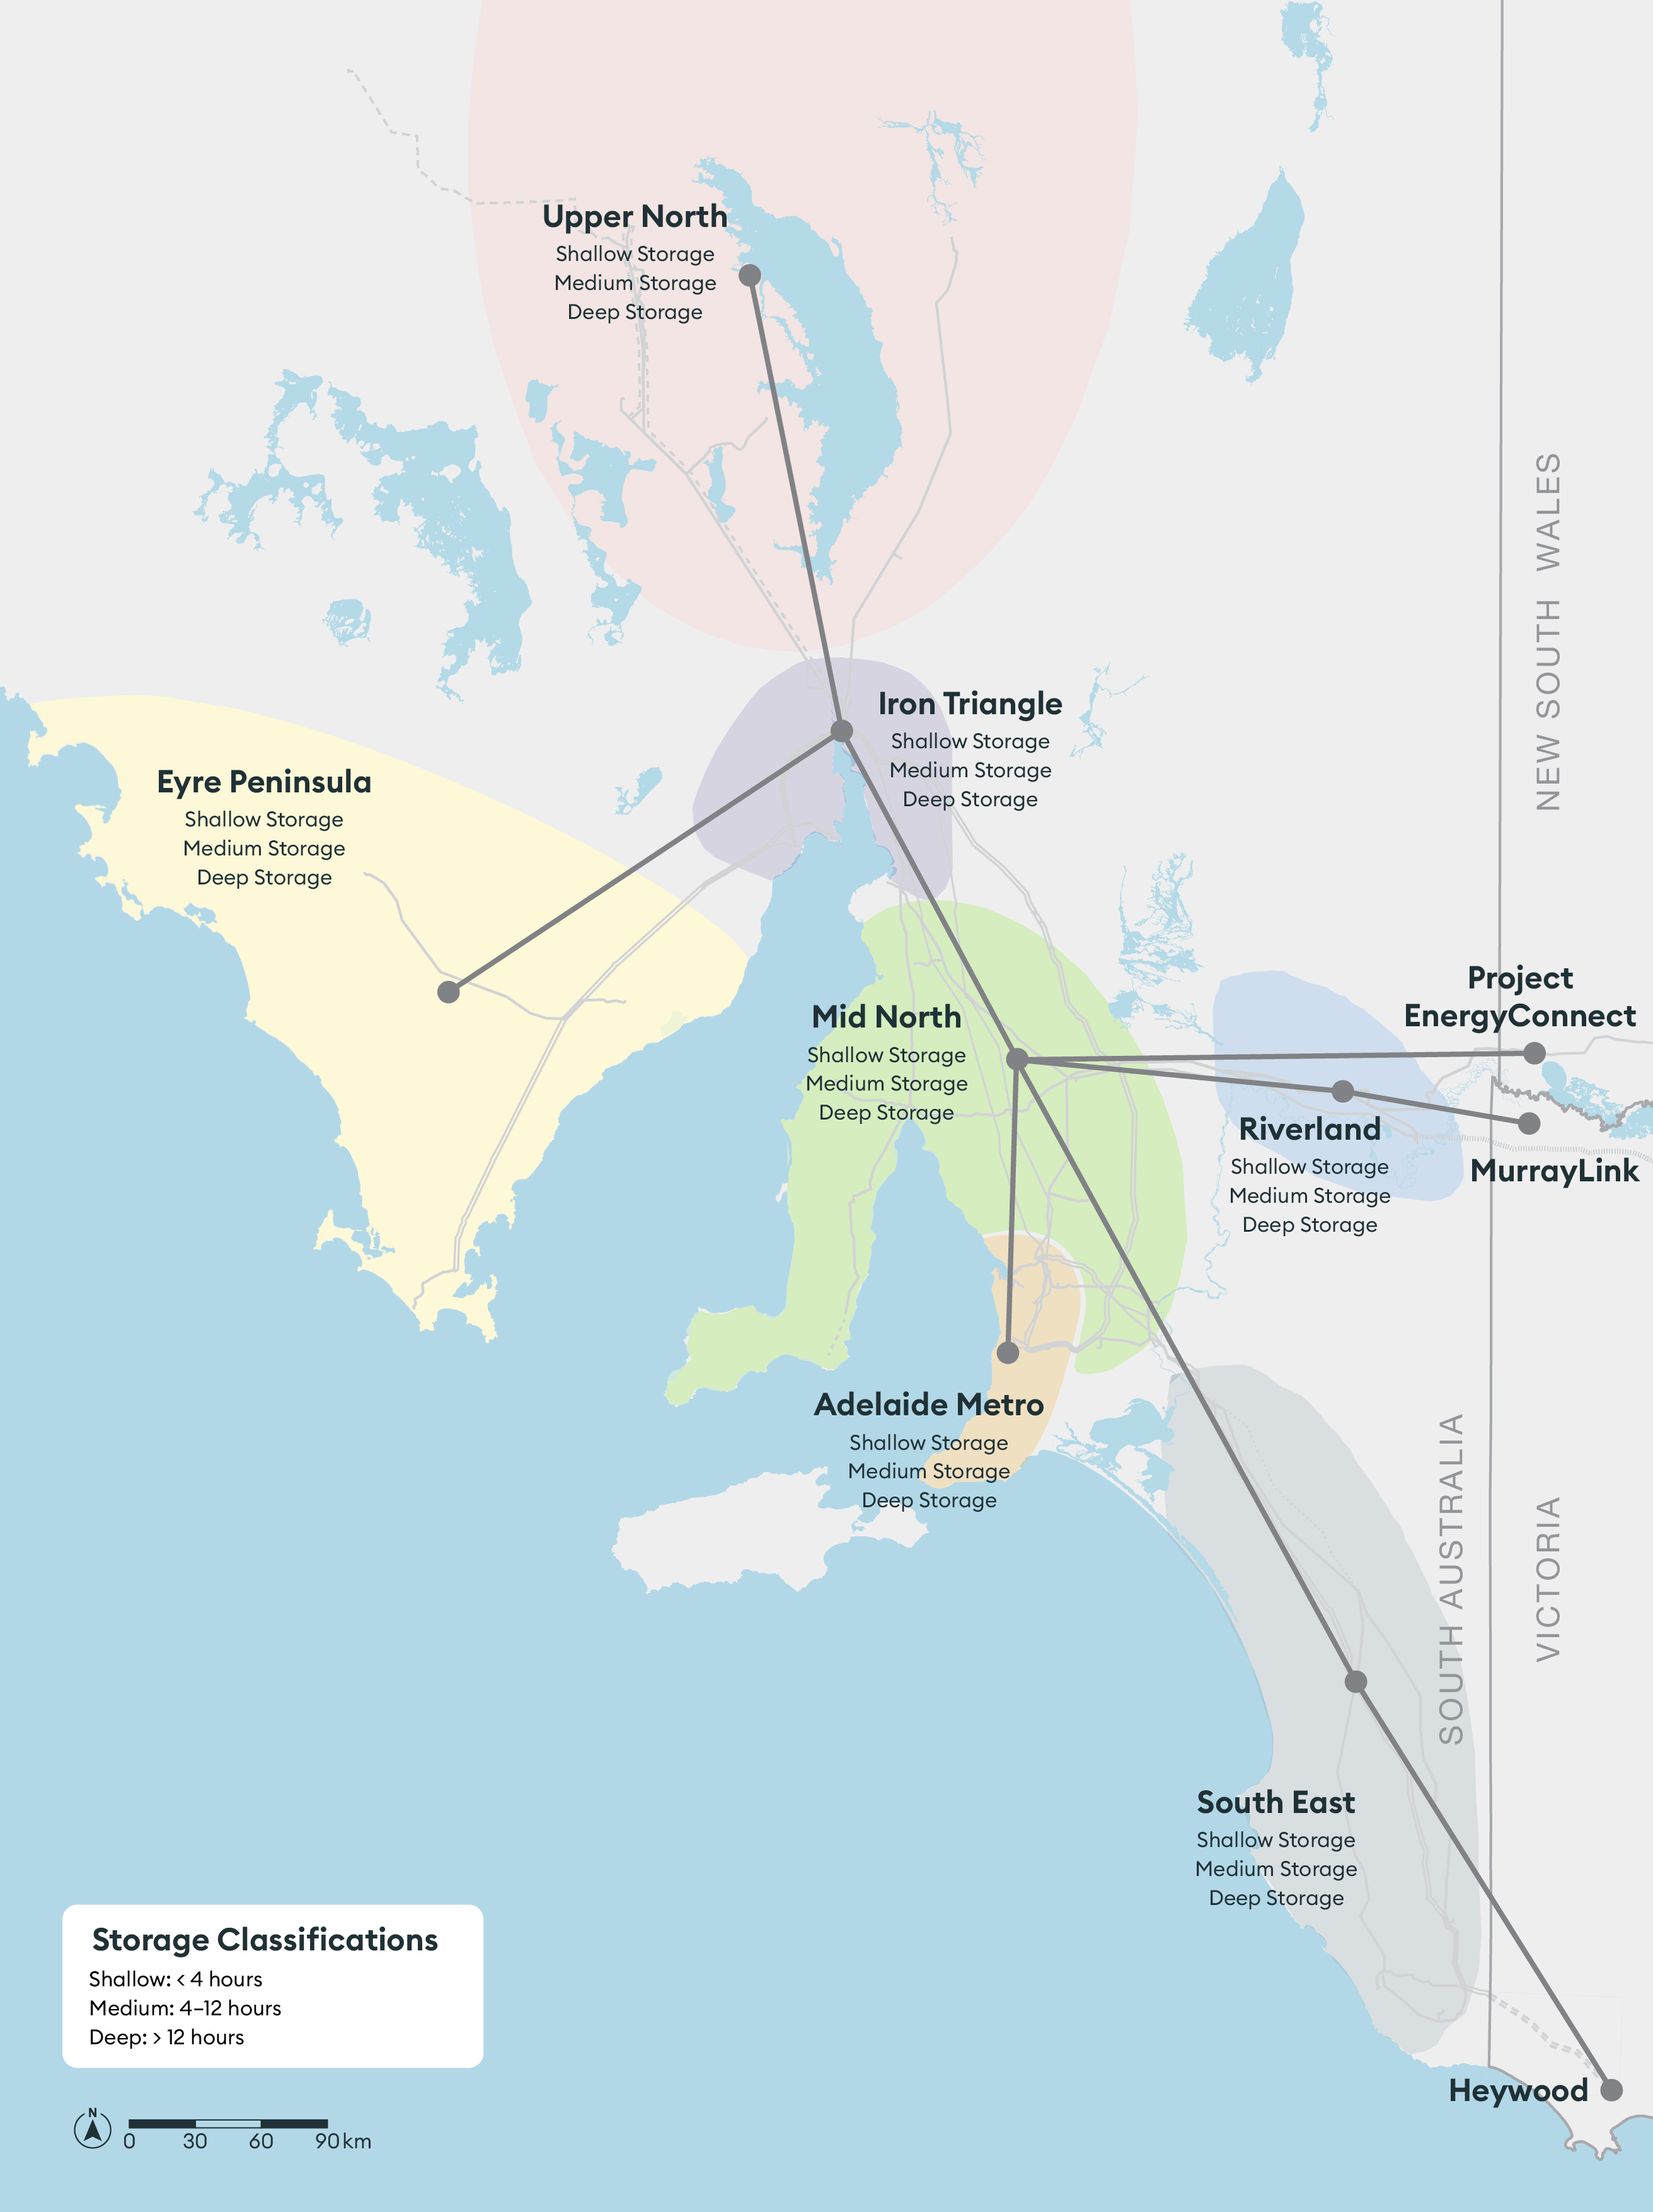 Upper North
Shallow Storage
Medium Storage
Deep Storage
NEW SOUTH WALES
Iron Triangle
Shallow Storage
Medium Storage
Deep Storage
Eyre Peninsula
Shallow Storage
Medium Storage
Deep Storage
Project
EnergyConnect
Mid North
Shallow Storage
Medium Storage
Deep Storage
Riverland
Shallow Storage
Medium Storage
Deep Storage
MurrayLink
Adelaide Metro
Shallow Storage
Medium Storage
Deep Storage
SOUTH AUSTRALIA
VICTORIA
South East
Shallow Storage
Medium Storage
Deep Storage
Storage Classifications
Shallow: < 4 hours
Medium: 4–12 hours
Deep: > 12 hours
Heywood
N
0 30 60 90 km